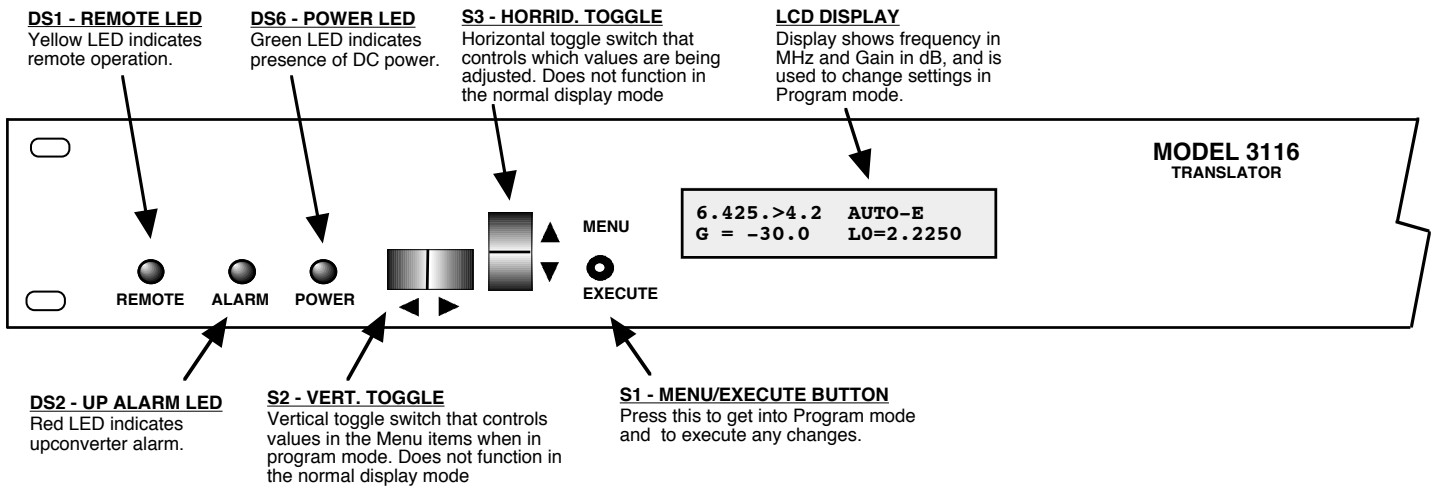 DS1 - REMOTE LED
Yellow LED indicates
remote operation.
DS6 - POWER LED
Green LED indicates
presence of DC power.
S3 - HORRID. TOGGLE
Horizontal toggle switch that
controls which values are being
adjusted. Does not function in
the normal display mode
LCD DISPLAY
Display shows frequency in
MHz and Gain in dB, and is
used to change settings in
Program mode.
MODEL 3116
TRANSLATOR
6.425.>4.2 AUTO-E
G = -30.0 LO=2.2250
MENU
EXECUTE
REMOTE ALARM POWER
DS2 - UP ALARM LED
Red LED indicates
upconverter alarm.
S2 - VERT. TOGGLE
Vertical toggle switch that controls
values in the Menu items when in
program mode. Does not function in
the normal display mode
S1 - MENU/EXECUTE BUTTON
Press this to get into Program mode
and to execute any changes.